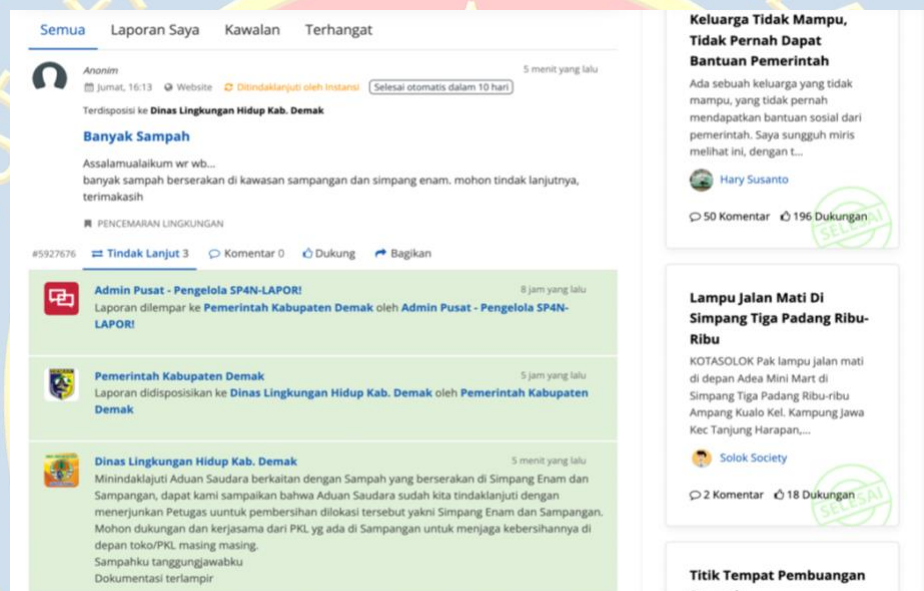 Semua Laporan Saya Kawalan Terhangat
Anonim 5 menit yang lalu
Jumat, 16:13 Website Ditindaklanjuti oleh Instansi Selesai otomatis dalam 10 hari
Terdisposisi ke Dinas Lingkungan Hidup Kab. Demak
Banyak Sampah
Assalamualaikum wr wb...
banyak sampah berserakan di kawasan sampangan dan simpang enam. mohon tindak lanjutnya,
terimakasih
PENCEMARAN LINGKUNGAN
#5927676 Tindak Lanjut 3 Komentar 0 Dukung Bagikan
Admin Pusat - Pengelola SP4N-LAPOR! 8 jam yang lalu
Laporan dilempar ke Pemerintah Kabupaten Demak oleh Admin Pusat - Pengelola SP4N-
LAPOR!
Pemerintah Kabupaten Demak 5 jam yang lalu
Laporan didisposisikan ke Dinas Lingkungan Hidup Kab. Demak oleh Pemerintah Kabupaten
Demak
Dinas Lingkungan Hidup Kab. Demak 5 menit yang lalu
Minindaklajuti Aduan Saudara berkaitan dengan Sampah yang berserakan di Simpang Enam dan
Sampangan, dapat kami sampaikan bahwa Aduan Saudara sudah kita tindaklanjuti dengan
menerjunkan Petugas uuntuk pembersihan dilokasi tersebut yakni Simpang Enam dan Sampangan.
Mohon dukungan dan kerjasama dari PKL yg ada di Sampangan untuk menjaga kebersihannya di
depan toko/PKL masing masing.
Sampahku tanggungjawabku
Dokumentasi terlampir
Keluarga Tidak Mampu,
Tidak Pernah Dapat
Bantuan Pemerintah
Ada sebuah keluarga yang tidak
mampu, yang tidak pernah
mendapatkan bantuan sosial dari
pemerintah. Saya sungguh miris
melihat ini, dengan t...
Hary Susanto
50 Komentar 196 Dukungan
SELESAI
Lampu Jalan Mati Di
Simpang Tiga Padang Ribu-
Ribu
KOTASOLOK Pak lampu jalan mati
di depan Adea Mini Mart di
Simpang Tiga Padang Ribu-ribu
Ampang Kualo Kel. Kampung Jawa
Kec Tanjung Harapan,...
Solok Society
2 Komentar 18 Dukungan
SELESAI
Titik Tempat Pembuangan